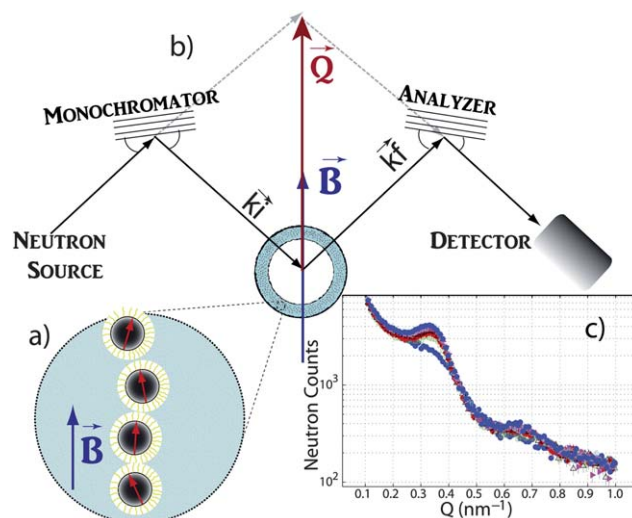 b)
Q
MONOCHROMATOR
ANALYZER
ki
B
kf
NEUTRON
SOURCE
DETECTOR
a)
B
c)
Neutron Counts
10³
10²
0.1 0.2 0.3 0.4 0.5 0.6 0.7 0.8 0.9 1.0
Q (nm⁻¹)